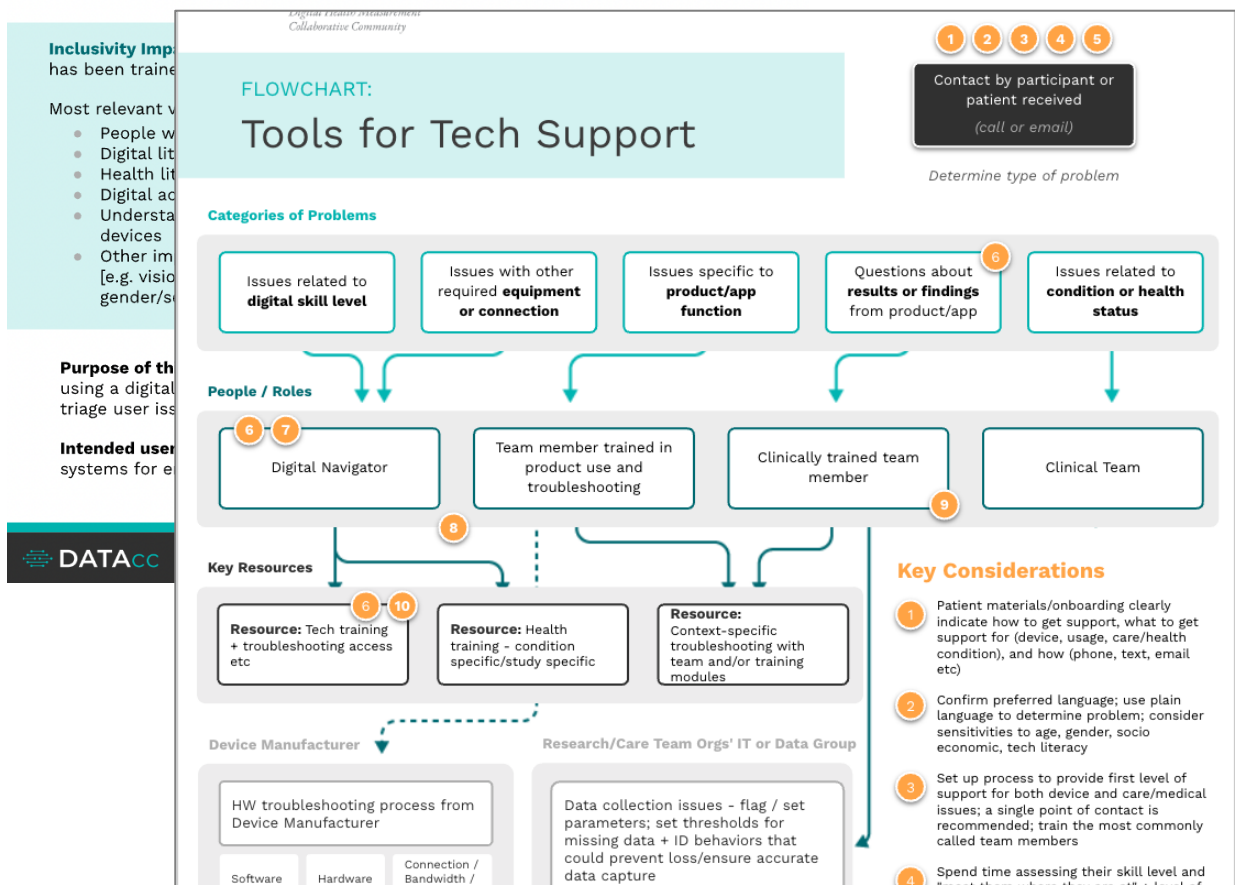 Digital Health Measurement
Collaborative Community
Inclusivity
has been
Most relevant
People
Digital
Health
Digital
devices
Other
[e.g.
Purpose of
using a digital
triage user
Intended
systems for
DATAcc
FLOWCHART:
Tools for Tech Support
1 2 3 4 5
Contact by participant or
patient received
(call or email)
Determine type of problem
Categories of Problems
Issues related to
digital skill level
Issues with other
required equipment
or connection
Issues specific to
product/app
function
6
Questions about
results or findings
from product/app
Issues related to
condition or health
status
People / Roles
6 7
Digital Navigator
Team member trained in
product use and
troubleshooting
Clinically trained team
member
9
Clinical Team
8
Key Resources
6 10
Resource: Tech training
+ troubleshooting access
etc
Resource: Health
training - condition
specific/study specific
Resource:
Context-specific
troubleshooting with
team and/or training
modules
Device Manufacturer
HW troubleshooting process from
Device Manufacturer
Software
Hardware
Connection /
Bandwidth /
Research/Care Team Orgs' IT or Data Group
Data collection issues - flag / set
parameters; set thresholds for
missing data + ID behaviors that
could prevent loss/ensure accurate
data capture
Key Considerations
1 Patient materials/onboarding clearly
indicate how to get support, what to get
support for (device, usage, care/health
condition), and how (phone, text, email
etc)
2 Confirm preferred language; use plain
language to determine problem; consider
sensitivities to age, gender, socio
economic, tech literacy
3 Set up process to provide first level of
support for both device and care/medical
issues; a single point of contact is
recommended; train the most commonly
called team members
4 Spend time assessing their skill level and